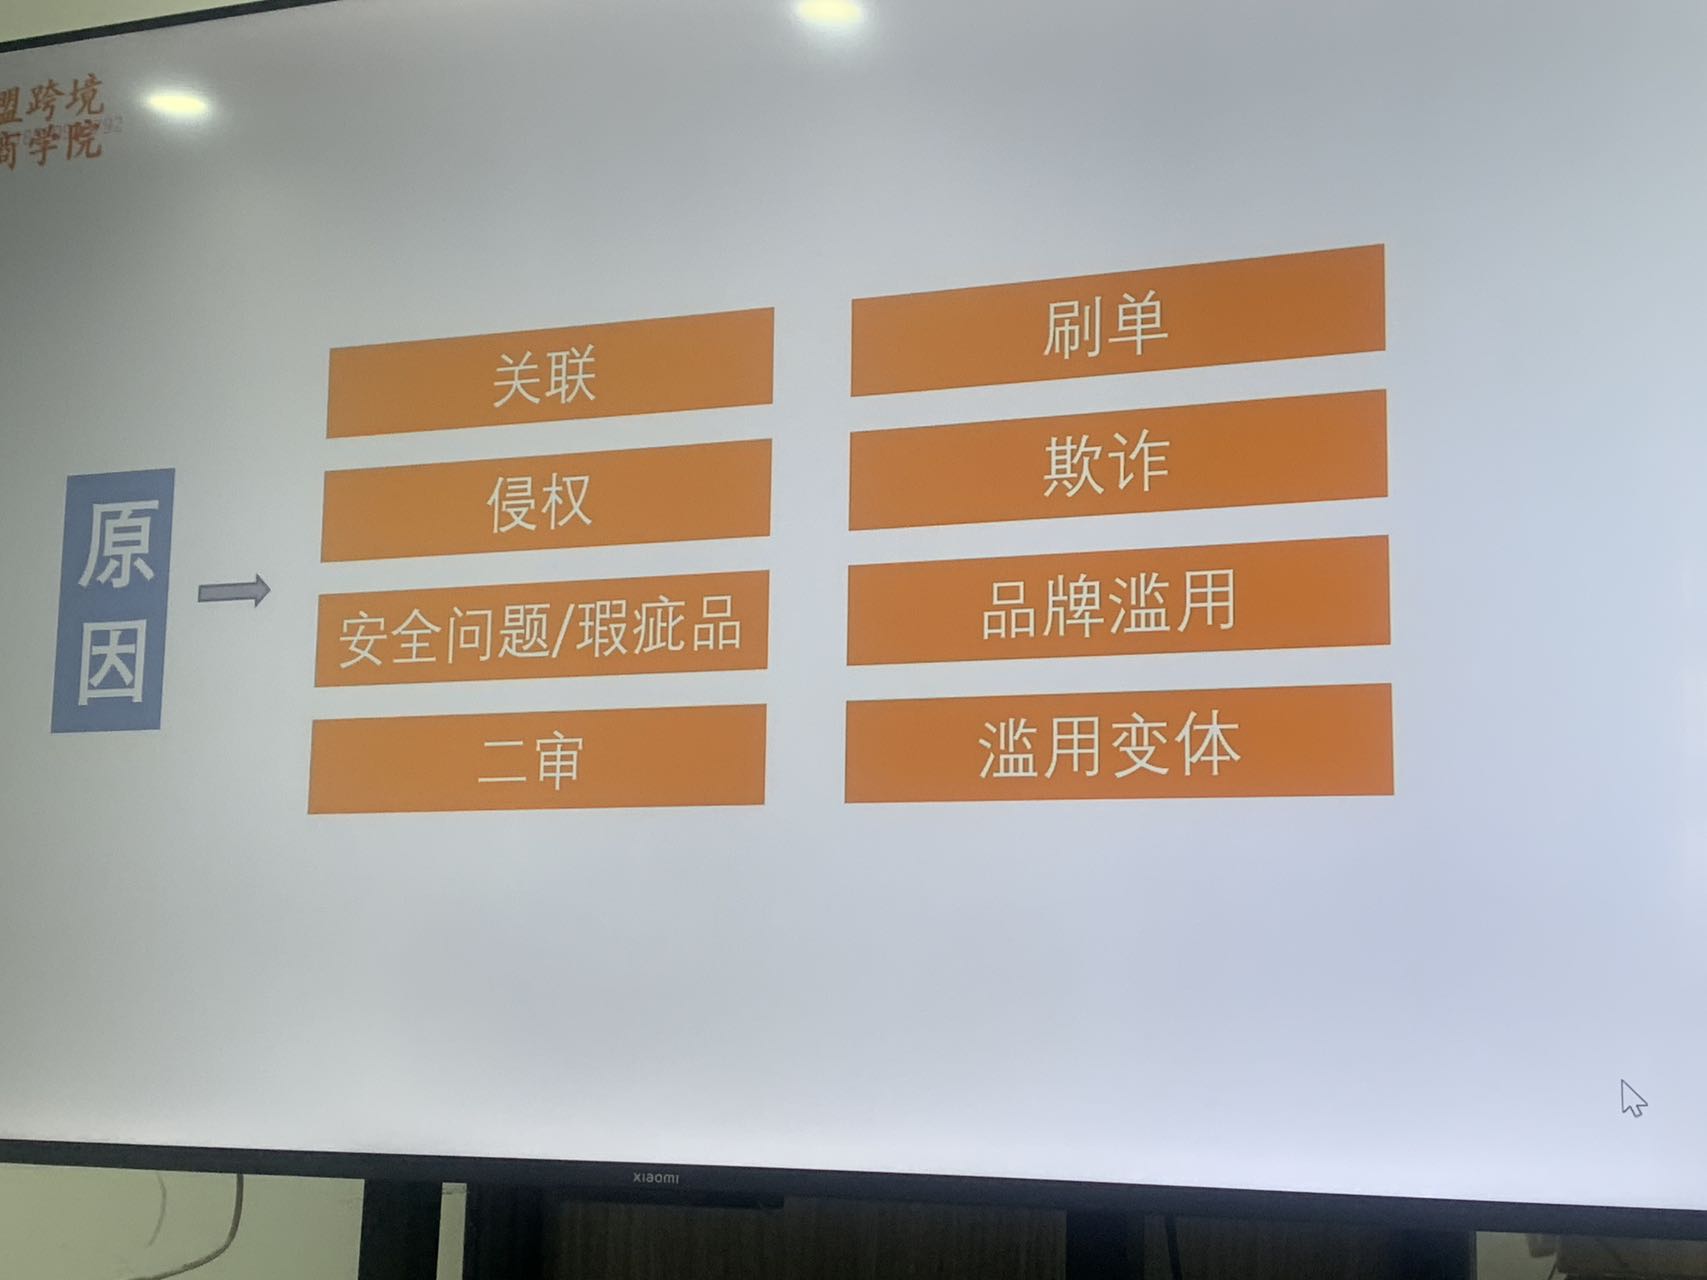 盟跨境
商学院
原因
关联
侵权
安全问题/瑕疵品
二审
刷单
欺诈
品牌滥用
滥用变体
xiaomi